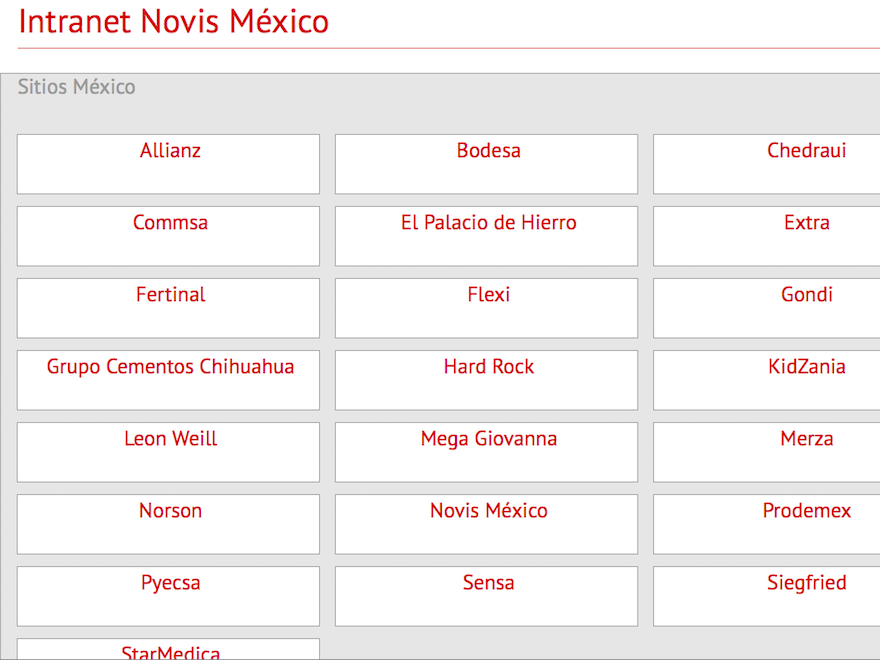 Intranet Novis México
Sitios México
Allianz
Bodesa
Chedraui
Commsa
El Palacio de Hierro
Extra
Fertinal
Flexi
Gondi
Grupo Cementos Chihuahua
Hard Rock
KidZania
Leon Weill
Mega Giovanna
Merza
Norson
Novis México
Prodemex
Pyecsa
Sensa
Siegfried
StarMedica